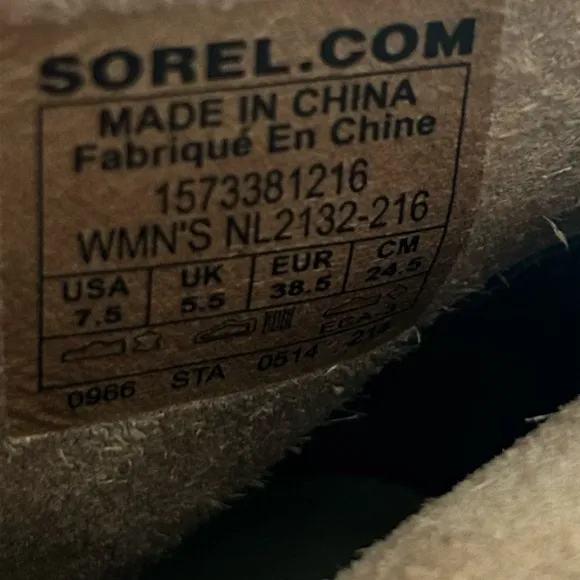 SOREL.COM
MADE IN CHINA
Fabriqué En Chine
1573381216
WMN'S NL2132-216
USA UK EUR CM
7.5 5.5 38.5 24.5
0966 STA 0514